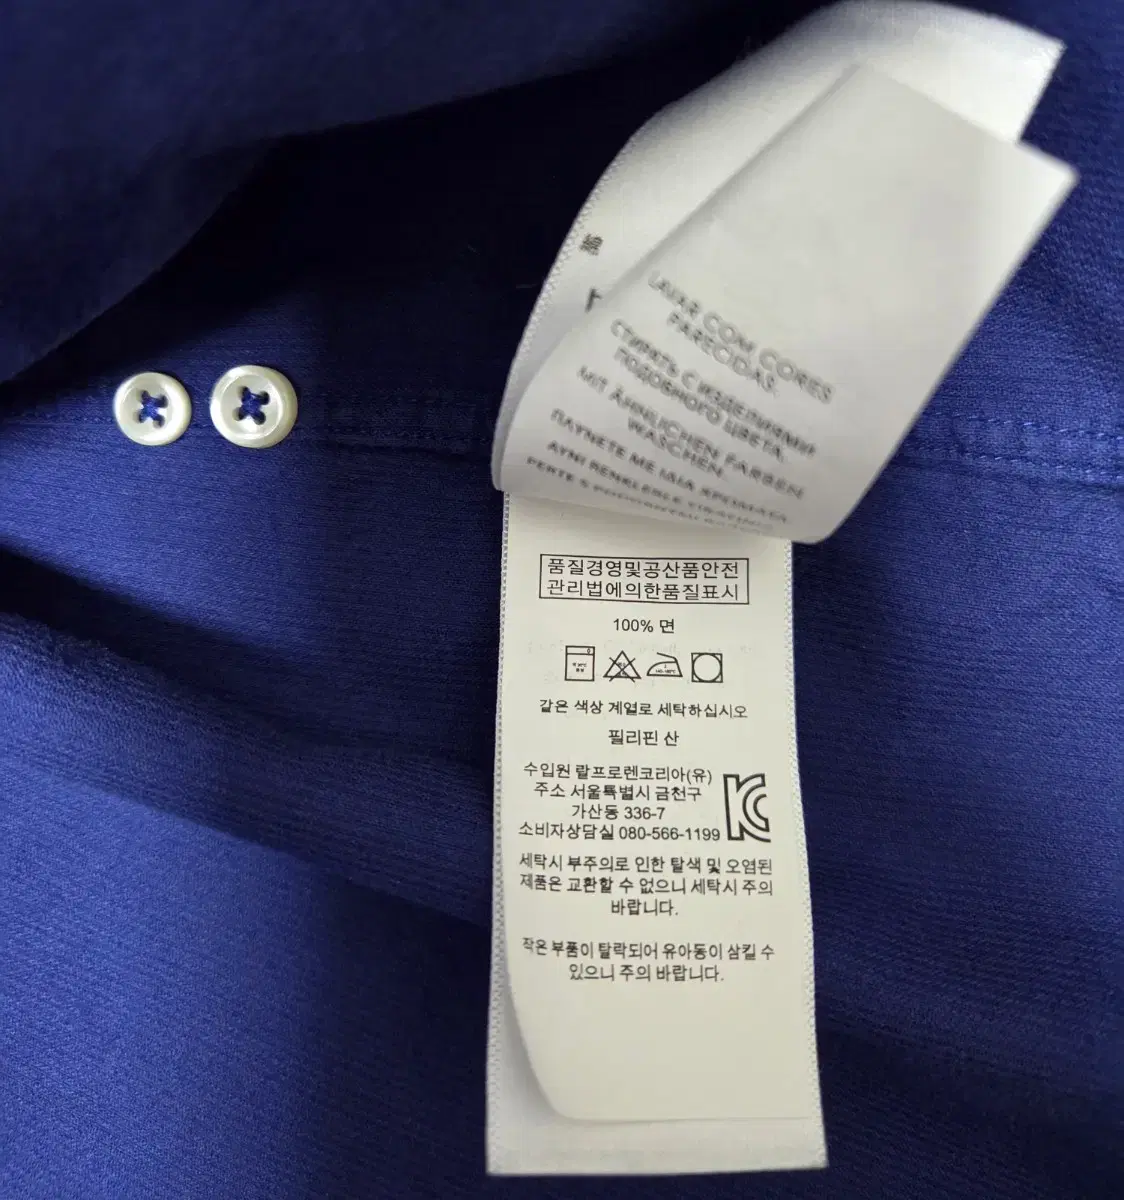 綿
LAVAR COM CORES
PARECIDAS.
СТИРАТЬ С ИЗДЕЛИЯМИ
ПОДОБНОГО ЦВЕТА.
MIT ÄHNLICHEN FARBEN
WASCHEN.
ΠΛΥΝΕΤΕ ΜΕ ΙΔΙΑ ΧΡΩΜΑΤΑ
AYNI RENKLERLE
품질경영및공산품안전
관리법에의한품질표시
100% 면
같은 색상 계열로 세탁하십시오
필리핀 산
수입원 랄프로렌코리아(유)
주소 서울특별시 금천구
가산동 336-7
소비자상담실 080-566-1199
세탁시 부주의로 인한 탈색 및 오염된
제품은 교환할 수 없으니 세탁시 주의
바랍니다.
작은 부품이 탈락되어 유아동이 삼킬 수
있으니 주의 바랍니다.